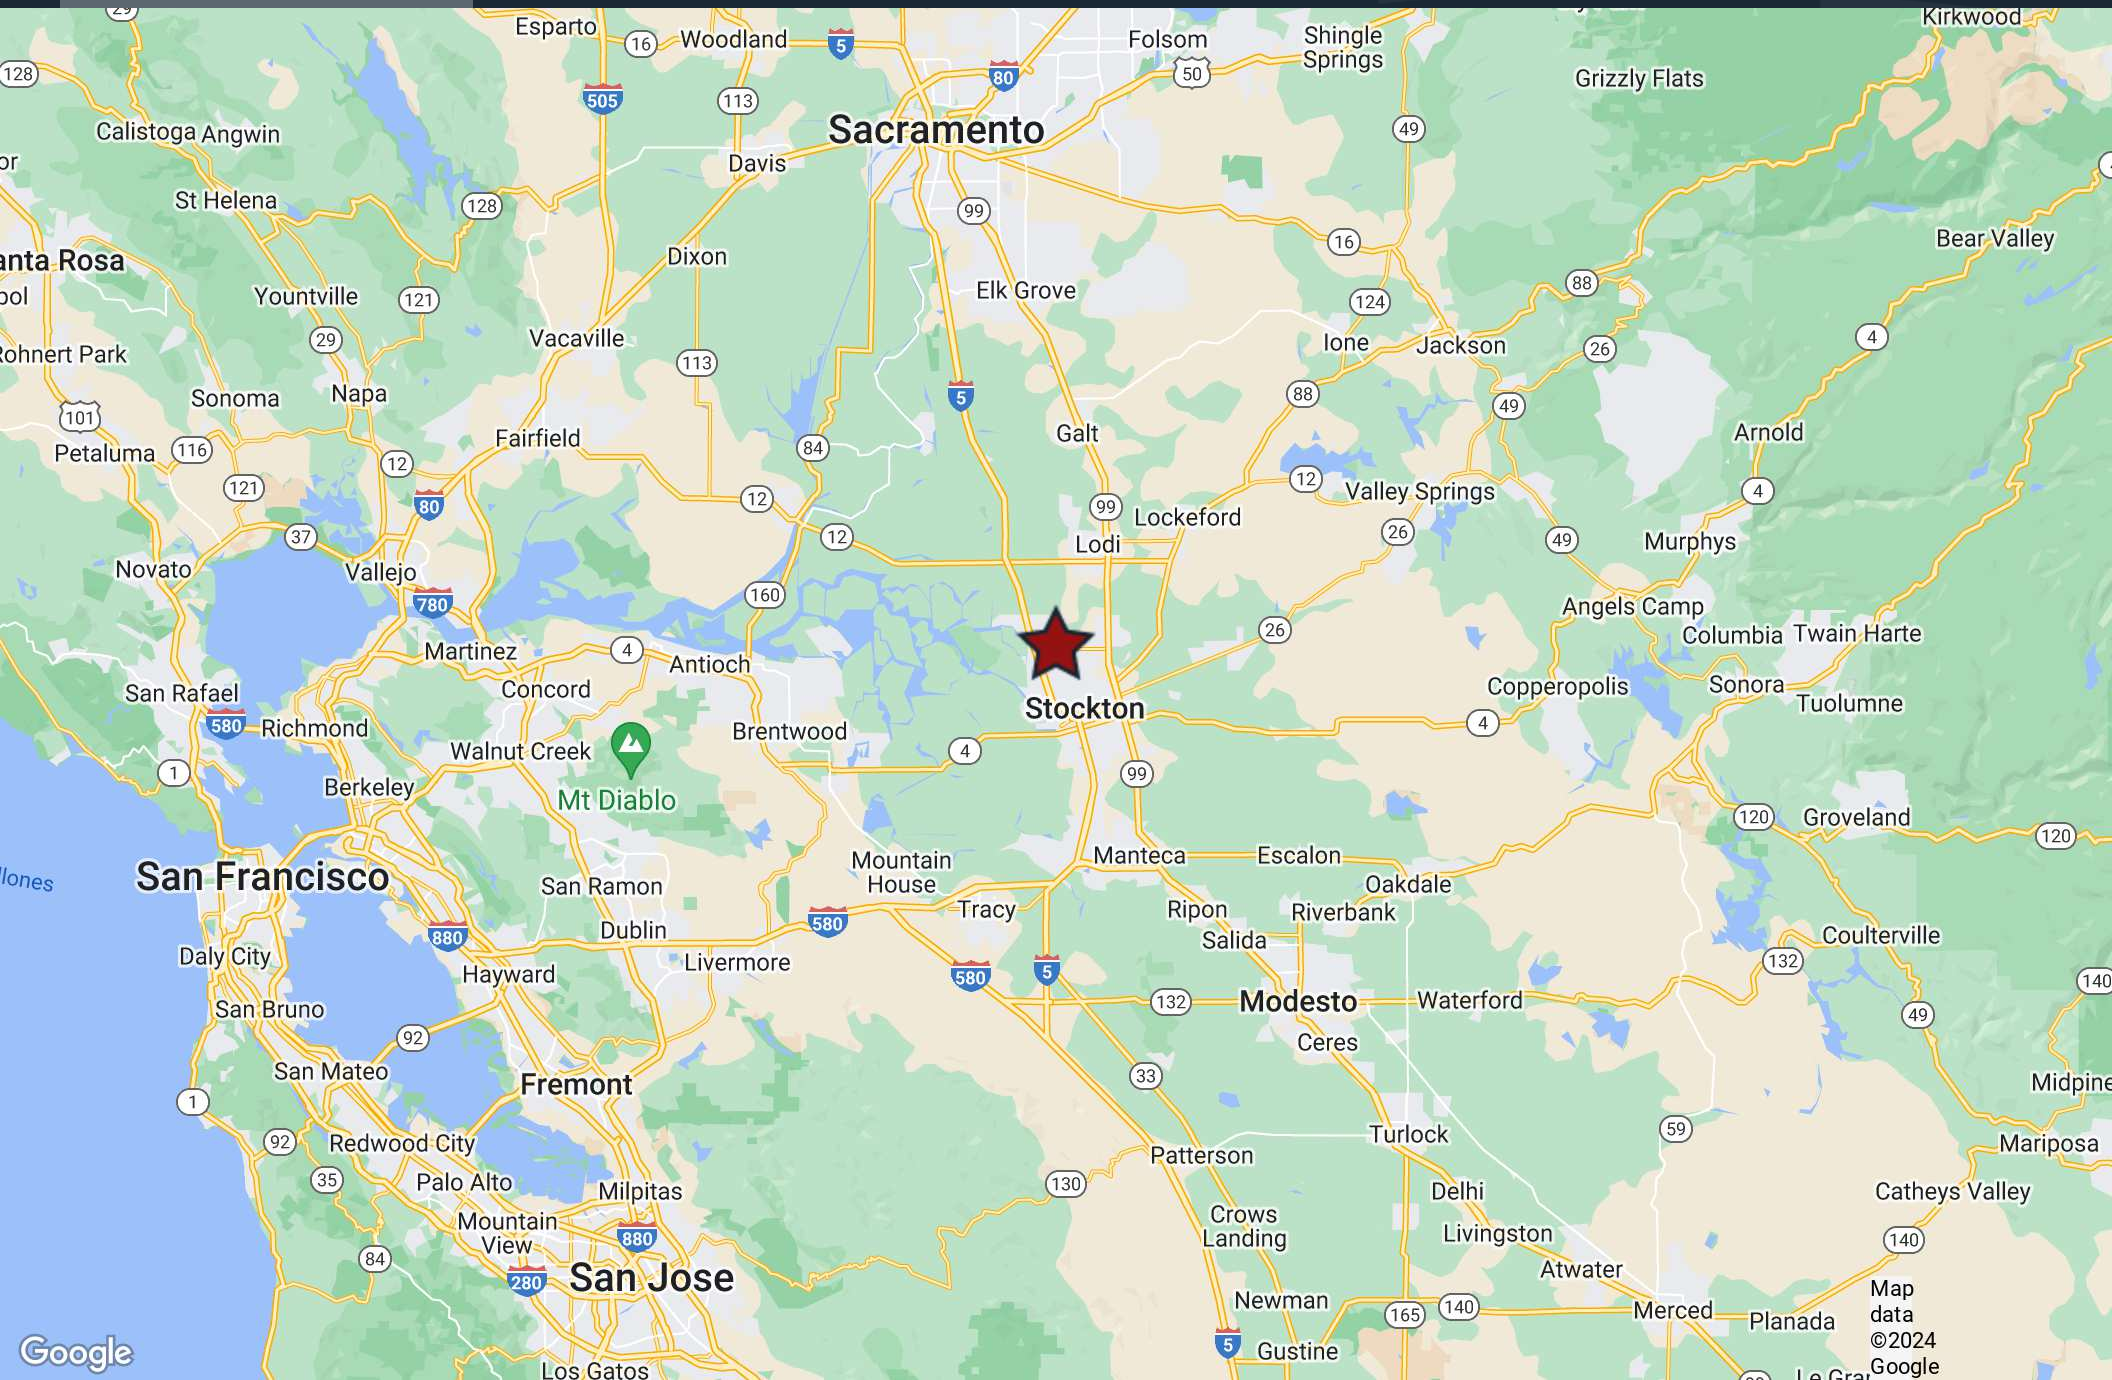 29
Esparto
16
Woodland
5
80
Folsom
50
Shingle
Springs
Kirkwood
Grizzly Flats
128
505
113
49
Calistoga
Angwin
Sacramento
Davis
St Helena
128
99
16
Bear Valley
anta Rosa
Dixon
Elk Grove
88
Yountville
121
124
29
Vacaville
Ione
Jackson
26
4
Rohnert Park
113
Sonoma
Napa
5
88
49
101
Petaluma
116
Fairfield
Galt
Arnold
84
12
121
80
12
99
12
Valley Springs
4
Lockeford
26
37
12
Lodi
49
Murphys
Novato
Vallejo
780
160
Angels Camp
26
Columbia
Twain Harte
Martinez
4
Antioch
San Rafael
Concord
Stockton
Copperopolis
Sonora
Tuolumne
580
Richmond
Walnut Creek
Brentwood
4
4
1
Berkeley
Mt Diablo
99
120
Groveland
120
San Francisco
San Ramon
Mountain
House
Manteca
Escalon
Oakdale
llones
Tracy
Ripon
Riverbank
880
Dublin
580
Salida
Coulterville
Daly City
Hayward
Livermore
580
5
132
140
San Bruno
132
Modesto
Waterford
49
92
Ceres
San Mateo
Fremont
33
Midpine
1
92
Redwood City
Turlock
59
Mariposa
35
Palo Alto
Milpitas
130
Patterson
Delhi
Catheys Valley
Mountain
View
880
Crows
Landing
Livingston
140
84
280
San Jose
Atwater
Newman
165
140
Merced
Planada
Map
data
©2024
Google
Google
Los Gatos
5
Gustine